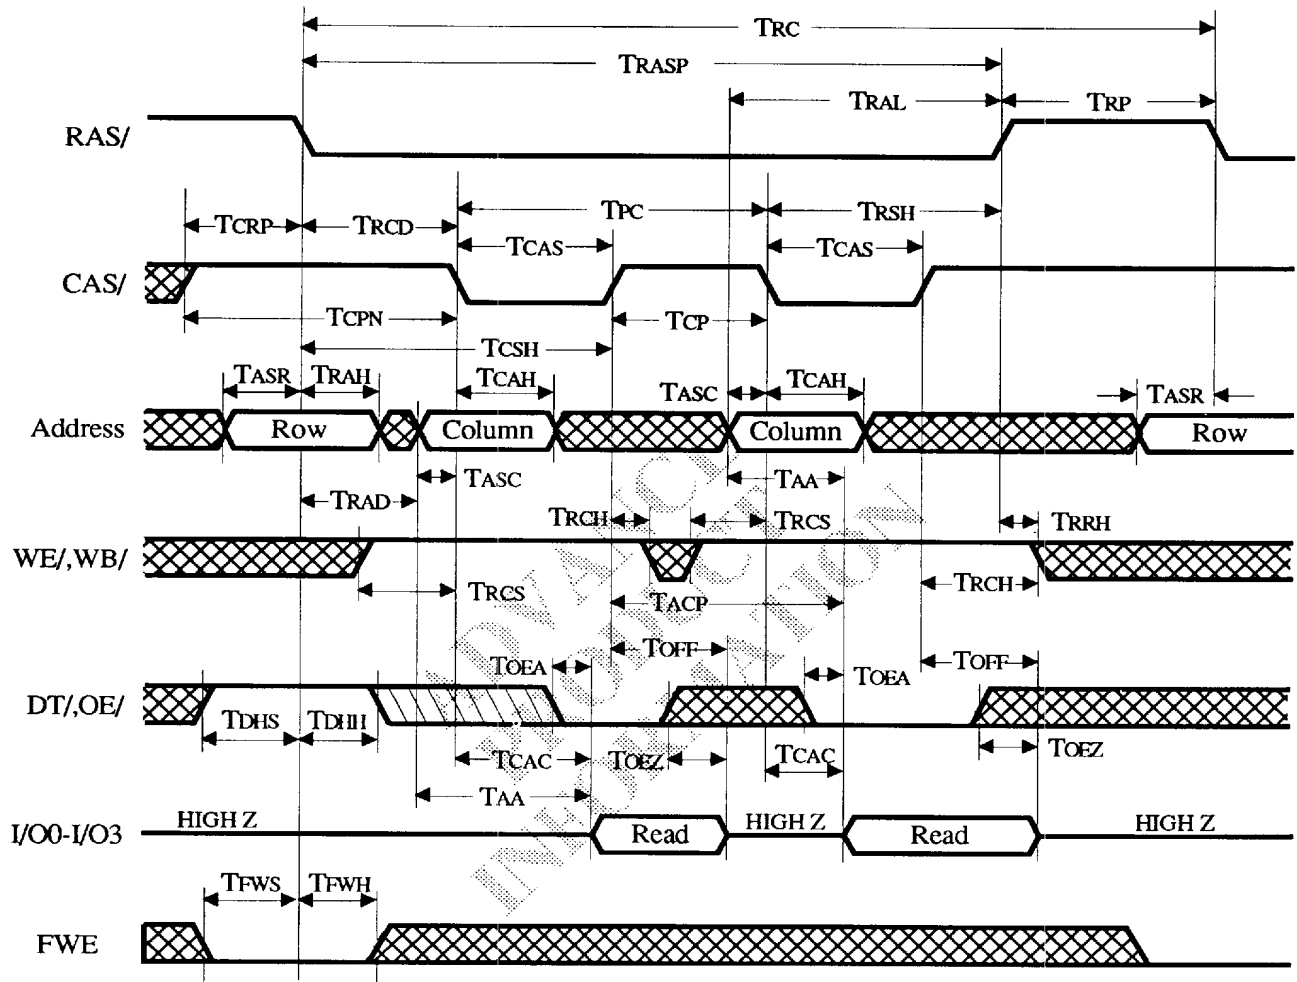 TRC
TRASP
TRAL TRP
RAS/
TCRP TRCD TPC TRSH
TCAS TCAS
CAS/
TCPN TCP
TCSH
TASR TRAH TCAH TASC TCAH TASR
Address Row Column Column Row
TASC TAA
TRAD
TRCH TRCS TRRH
WE/,WB/
TRCS TACP TRCH
TOFF TOFF
TOEA TOEA
DT/,OE/
TDHS TDHH
TCAC TOEZ TCAC TOEZ
TAA
HIGH Z HIGH Z HIGH Z
I/O0-I/O3 Read Read
TFWS TFWH
FWE
ADVANCE
PRODUCT
INFORMATION